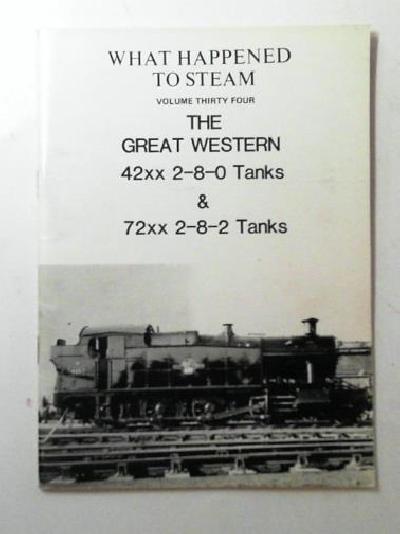 WHAT HAPPENED
TO STEAM
VOLUME THIRTY FOUR
THE
GREAT WESTERN
42xx 2-8-0 Tanks
&
72xx 2-8-2 Tanks